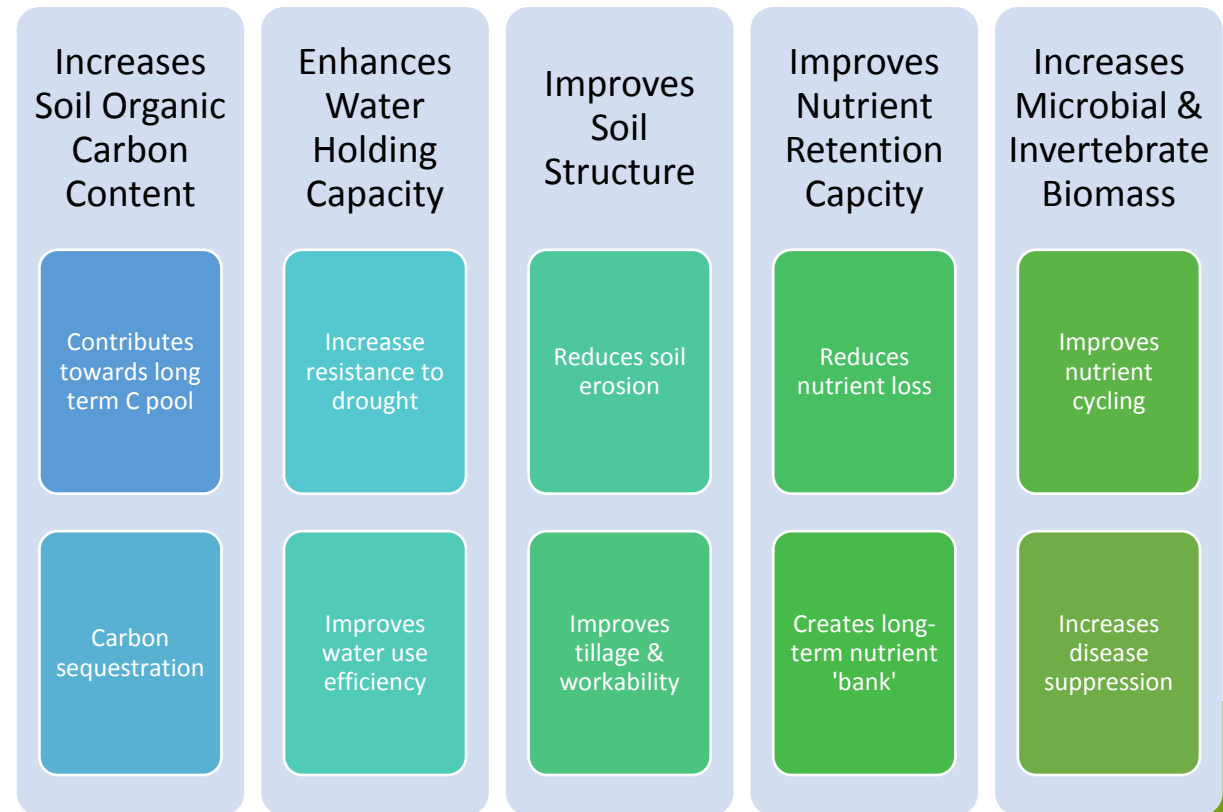 Increases
Soil Organic
Carbon
Content
Contributes
towards long
term C pool
Carbon
sequestration
Enhances
Water
Holding
Capacity
Increasse
resistance to
drought
Improves
water use
efficiency
Improves
Soil
Structure
Reduces soil
erosion
Improves
tillage &
workability
Improves
Nutrient
Retention
Capcity
Reduces
nutrient loss
Creates long-
term nutrient
'bank'
Increases
Microbial &
Invertebrate
Biomass
Improves
nutrient
cycling
Increases
disease
suppression